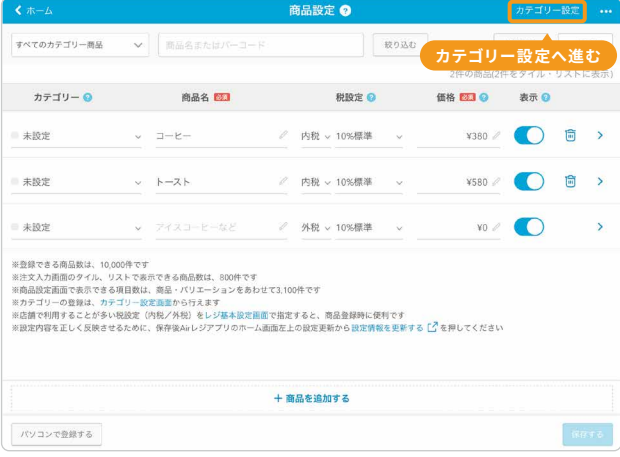 ホーム
商品設定 ?
カテゴリー設定 •••
すべてのカテゴリー商品
商品名またはバーコード
絞り込む
カテゴリー設定へ進む
2件の商品(2件をタイル・リストに表示)
カテゴリー ? 商品名 必須 税設定 ? 価格 必須 ? 表示 ?
未設定 コーヒー 内税 10%標準 ¥380
未設定 トースト 内税 10%標準 ¥580
未設定 アイスコーヒーなど 外税 10%標準 ¥0
※登録できる商品数は、10,000件です
※注文入力画面のタイル、リストで表示できる商品数は、800件です
※商品設定画面で表示できる項目数は、商品・バリエーションをあわせて3,100件です
※カテゴリーの登録は、カテゴリー設定画面から行えます
※店舗で利用することが多い税設定（内税／外税）をレジ基本設定画面で指定すると、商品登録時に便利です
※設定内容を正しく反映させるために、保存後Airレジアプリのホーム画面左上の設定更新から設定情報を更新する を押してください
＋ 商品を追加する
パソコンで登録する
保存する